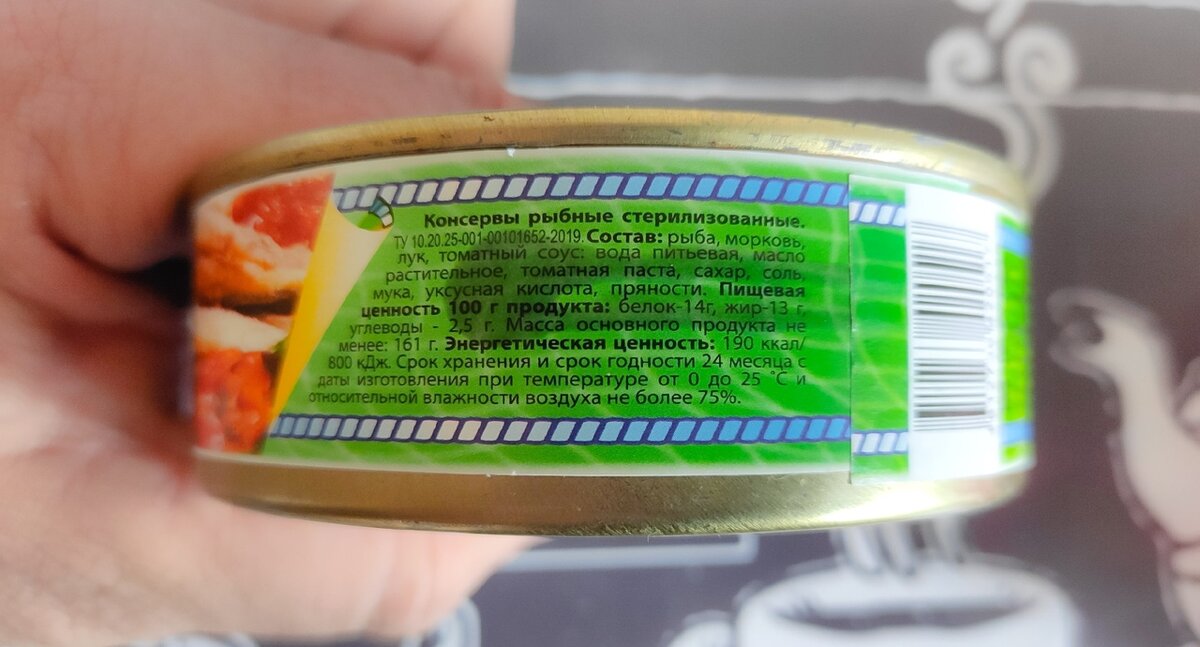 Консервы рыбные стерилизованные.
ТУ 10.20.25-001-00101652-2019. Состав: рыба, морковь,
лук, томатный соус: вода питьевая, масло
растительное, томатная паста, сахар, соль,
мука, уксусная кислота, пряности. Пищевая
ценность 100 г продукта: белок-14г, жир-13 г,
углеводы - 2,5 г. Масса основного продукта не
менее: 161 г. Энергетическая ценность: 190 ккал/
800 кДж. Срок хранения и срок годности 24 месяца с
даты изготовления при температуре от 0 до 25 °С и
относительной влажности воздуха не более 75%.